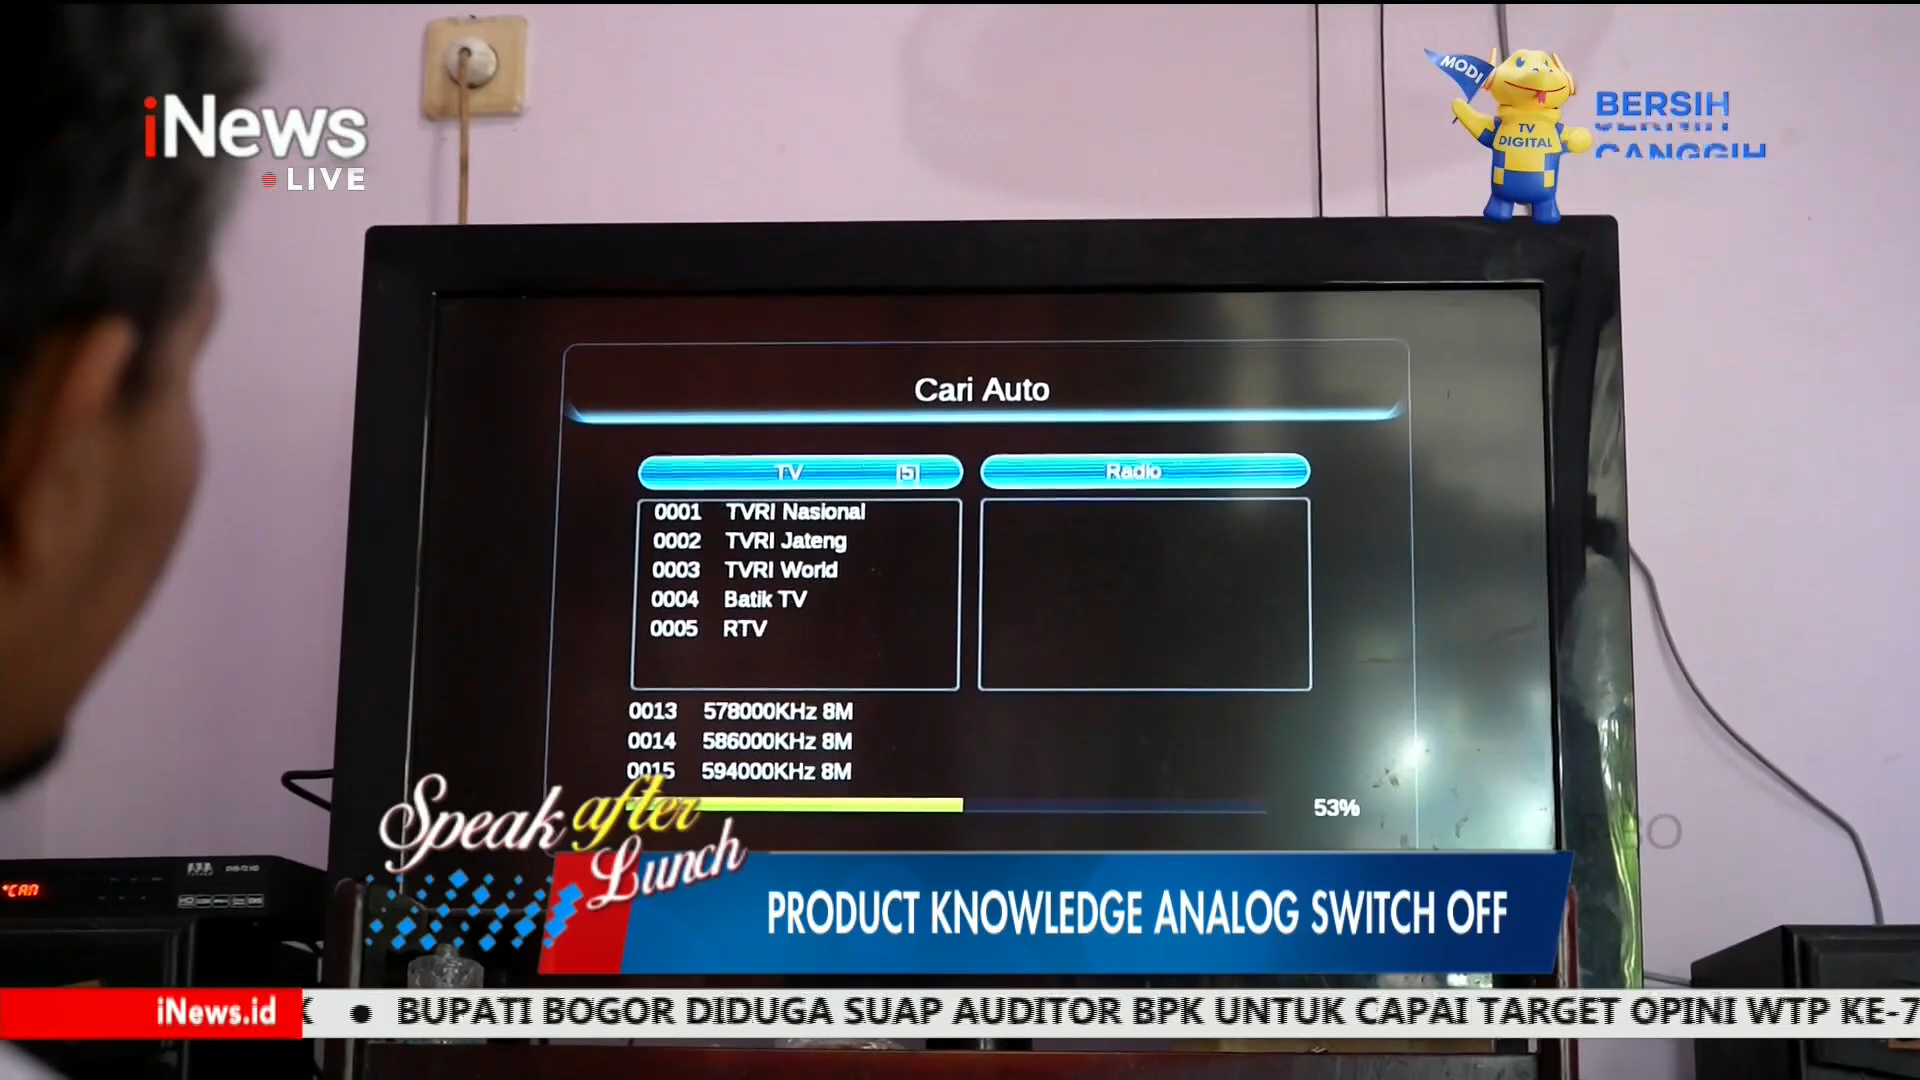 iNews
LIVE
MODI
TV
DIGITAL
BERSIH
CANGGIH
Cari Auto
TV [5]
Radio
0001 TVRI Nasional
0002 TVRI Jateng
0003 TVRI World
0004 Batik TV
0005 RTV
0013 578000KHz 8M
0014 586000KHz 8M
0015 594000KHz 8M
53%
Speak after Lunch
PRODUCT KNOWLEDGE ANALOG SWITCH OFF
iNews.id
K ● BUPATI BOGOR DIDUGA SUAP AUDITOR BPK UNTUK CAPAI TARGET OPINI WTP KE-7